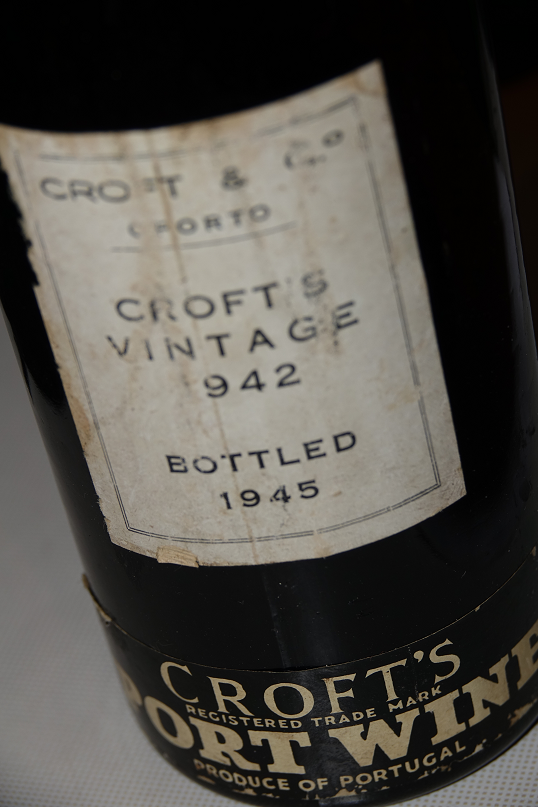 CROFT & Cº
OPORTO
CROFT'S
VINTAGE
942
BOTTLED
1945
CROFT'S
REGISTERED TRADE MARK
PORT WINE
PRODUCE OF PORTUGAL